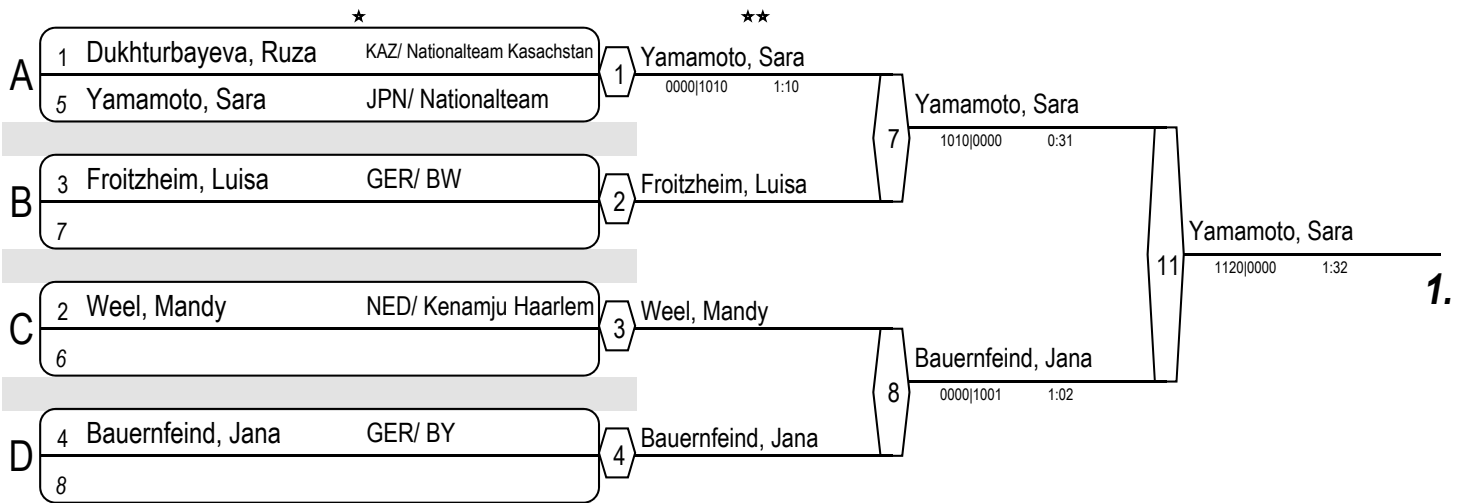 ★ ★★
A
1 Dukhturbayeva, Ruza KAZ/ Nationalteam Kasachstan
5 Yamamoto, Sara JPN/ Nationalteam
1
Yamamoto, Sara
0000|1010 1:10
B
3 Froitzheim, Luisa GER/ BW
7
2
Froitzheim, Luisa
7
Yamamoto, Sara
1010|0000 0:31
C
2 Weel, Mandy NED/ Kenamju Haarlem
6
3
Weel, Mandy
D
4 Bauernfeind, Jana GER/ BY
8
4
Bauernfeind, Jana
8
Bauernfeind, Jana
0000|1001 1:02
11
Yamamoto, Sara
1120|0000 1:32
1.